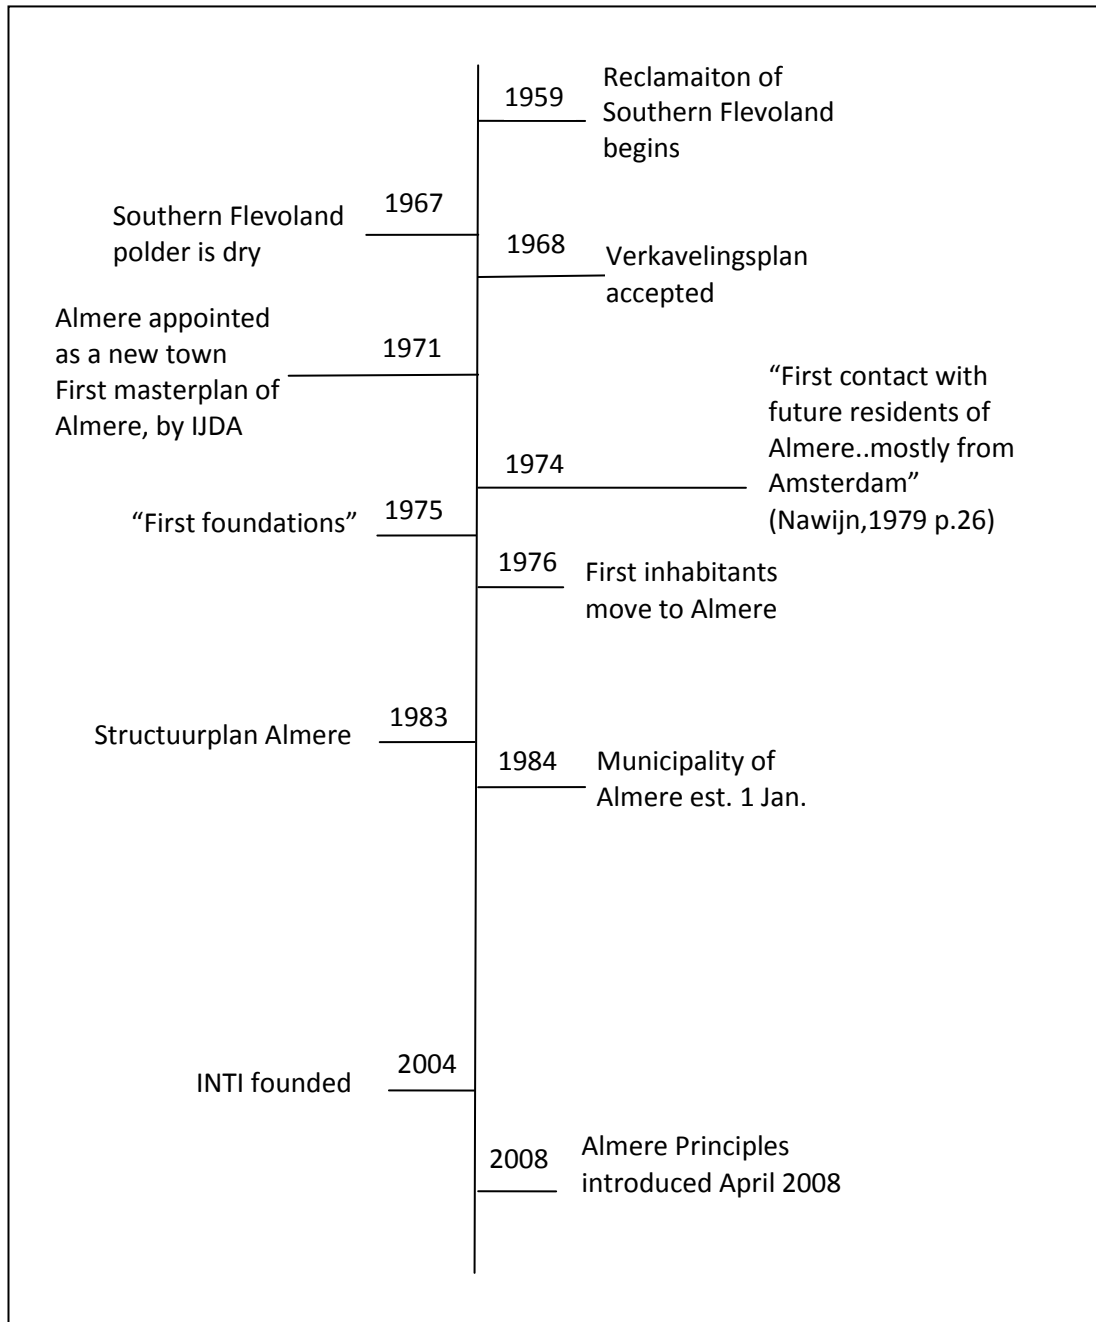 1959
Reclamaiton of
Southern Flevoland
begins
1967
Southern Flevoland
polder is dry
1968
Verkavelingsplan
accepted
1971
Almere appointed
as a new town
First masterplan of
Almere, by IJDA
1974
“First contact with
future residents of
Almere..mostly from
Amsterdam”
(Nawijn,1979 p.26)
1975
“First foundations”
1976
First inhabitants
move to Almere
1983
Structuurplan Almere
1984
Municipality of
Almere est. 1 Jan.
2004
INTI founded
2008
Almere Principles
introduced April 2008